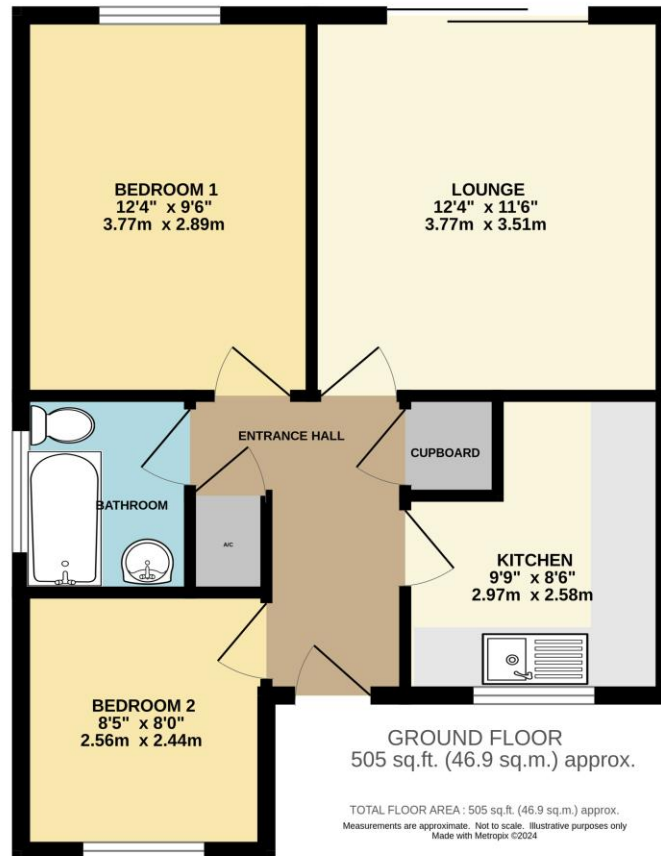 BEDROOM 1
12'4" x 9'6"
3.77m x 2.89m
LOUNGE
12'4" x 11'6"
3.77m x 3.51m
ENTRANCE HALL
CUPBOARD
BATHROOM
A/C
KITCHEN
9'9" x 8'6"
2.97m x 2.58m
BEDROOM 2
8'5" x 8'0"
2.56m x 2.44m
GROUND FLOOR
505 sq.ft. (46.9 sq.m.) approx.
TOTAL FLOOR AREA : 505 sq.ft. (46.9 sq.m.) approx.
Measurements are approximate. Not to scale. Illustrative purposes only
Made with Metropix ©2024